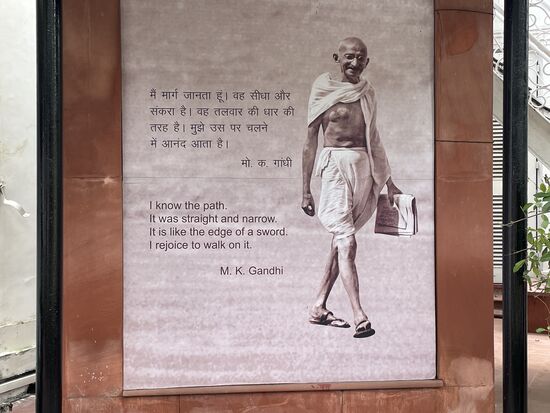 मैं मार्ग जानता हूं। वह सीधा और
संकरा है। वह तलवार की धार की
तरह है। मुझे उस पर चलने
में आनंद आता है।
मो. क. गांधी
I know the path.
It was straight and narrow.
It is like the edge of a sword.
I rejoice to walk on it.
M. K. Gandhi